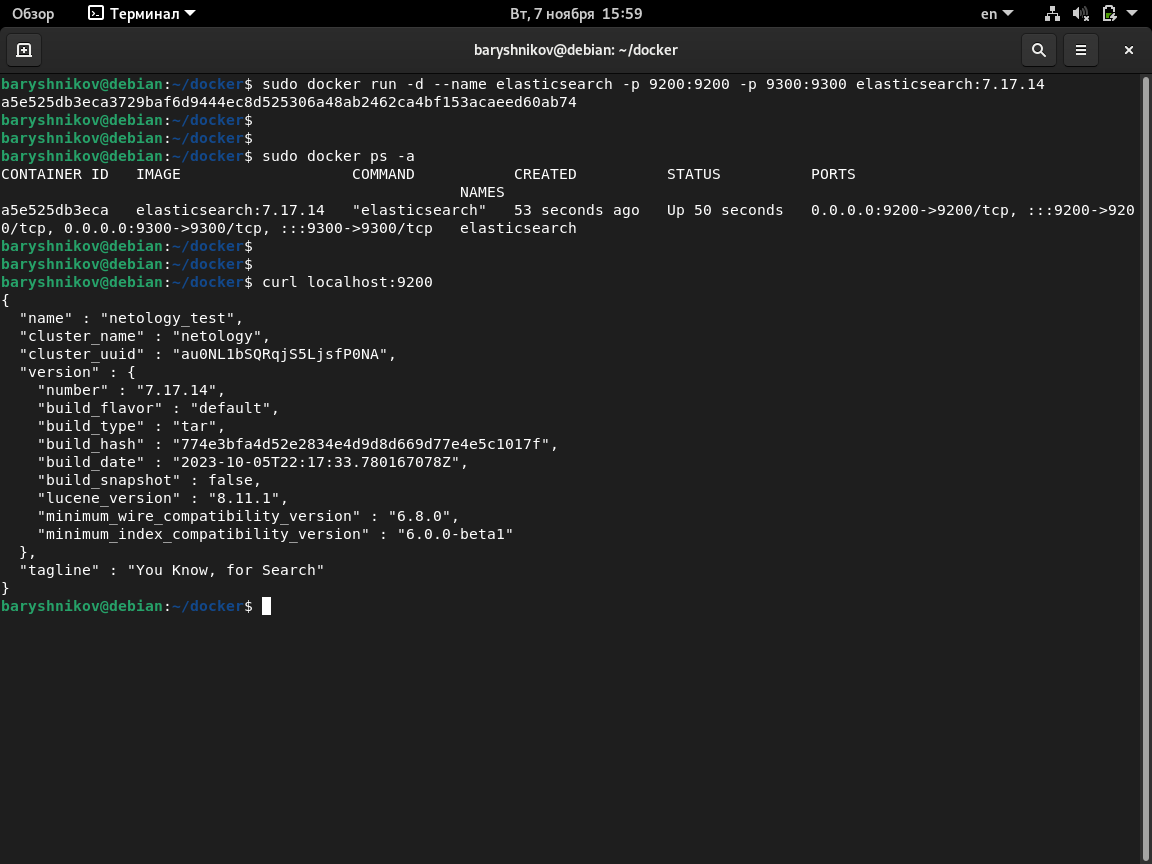 Обзор Терминал Вт, 7 ноября 15:59 en
baryshnikov@debian: ~/docker
baryshnikov@debian:~/docker$ sudo docker run -d --name elasticsearch -p 9200:9200 -p 9300:9300 elasticsearch:7.17.14
a5e525db3eca3729baf6d9444ec8d525306a48ab2462ca4bf153acaeed60ab74
baryshnikov@debian:~/docker$
baryshnikov@debian:~/docker$
baryshnikov@debian:~/docker$ sudo docker ps -a
CONTAINER ID   IMAGE                   COMMAND           CREATED          STATUS          PORTS
                                                   NAMES
a5e525db3eca   elasticsearch:7.17.14   "elasticsearch"   53 seconds ago   Up 50 seconds   0.0.0.0:9200->9200/tcp, :::9200->920
0/tcp, 0.0.0.0:9300->9300/tcp, :::9300->9300/tcp   elasticsearch
baryshnikov@debian:~/docker$
baryshnikov@debian:~/docker$
baryshnikov@debian:~/docker$ curl localhost:9200
{
  "name" : "netology_test",
  "cluster_name" : "netology",
  "cluster_uuid" : "au0NL1bSQRqjS5LjsfP0NA",
  "version" : {
    "number" : "7.17.14",
    "build_flavor" : "default",
    "build_type" : "tar",
    "build_hash" : "774e3bfa4d52e2834e4d9d8d669d77e4e5c1017f",
    "build_date" : "2023-10-05T22:17:33.780167078Z",
    "build_snapshot" : false,
    "lucene_version" : "8.11.1",
    "minimum_wire_compatibility_version" : "6.8.0",
    "minimum_index_compatibility_version" : "6.0.0-beta1"
  },
  "tagline" : "You Know, for Search"
}
baryshnikov@debian:~/docker$